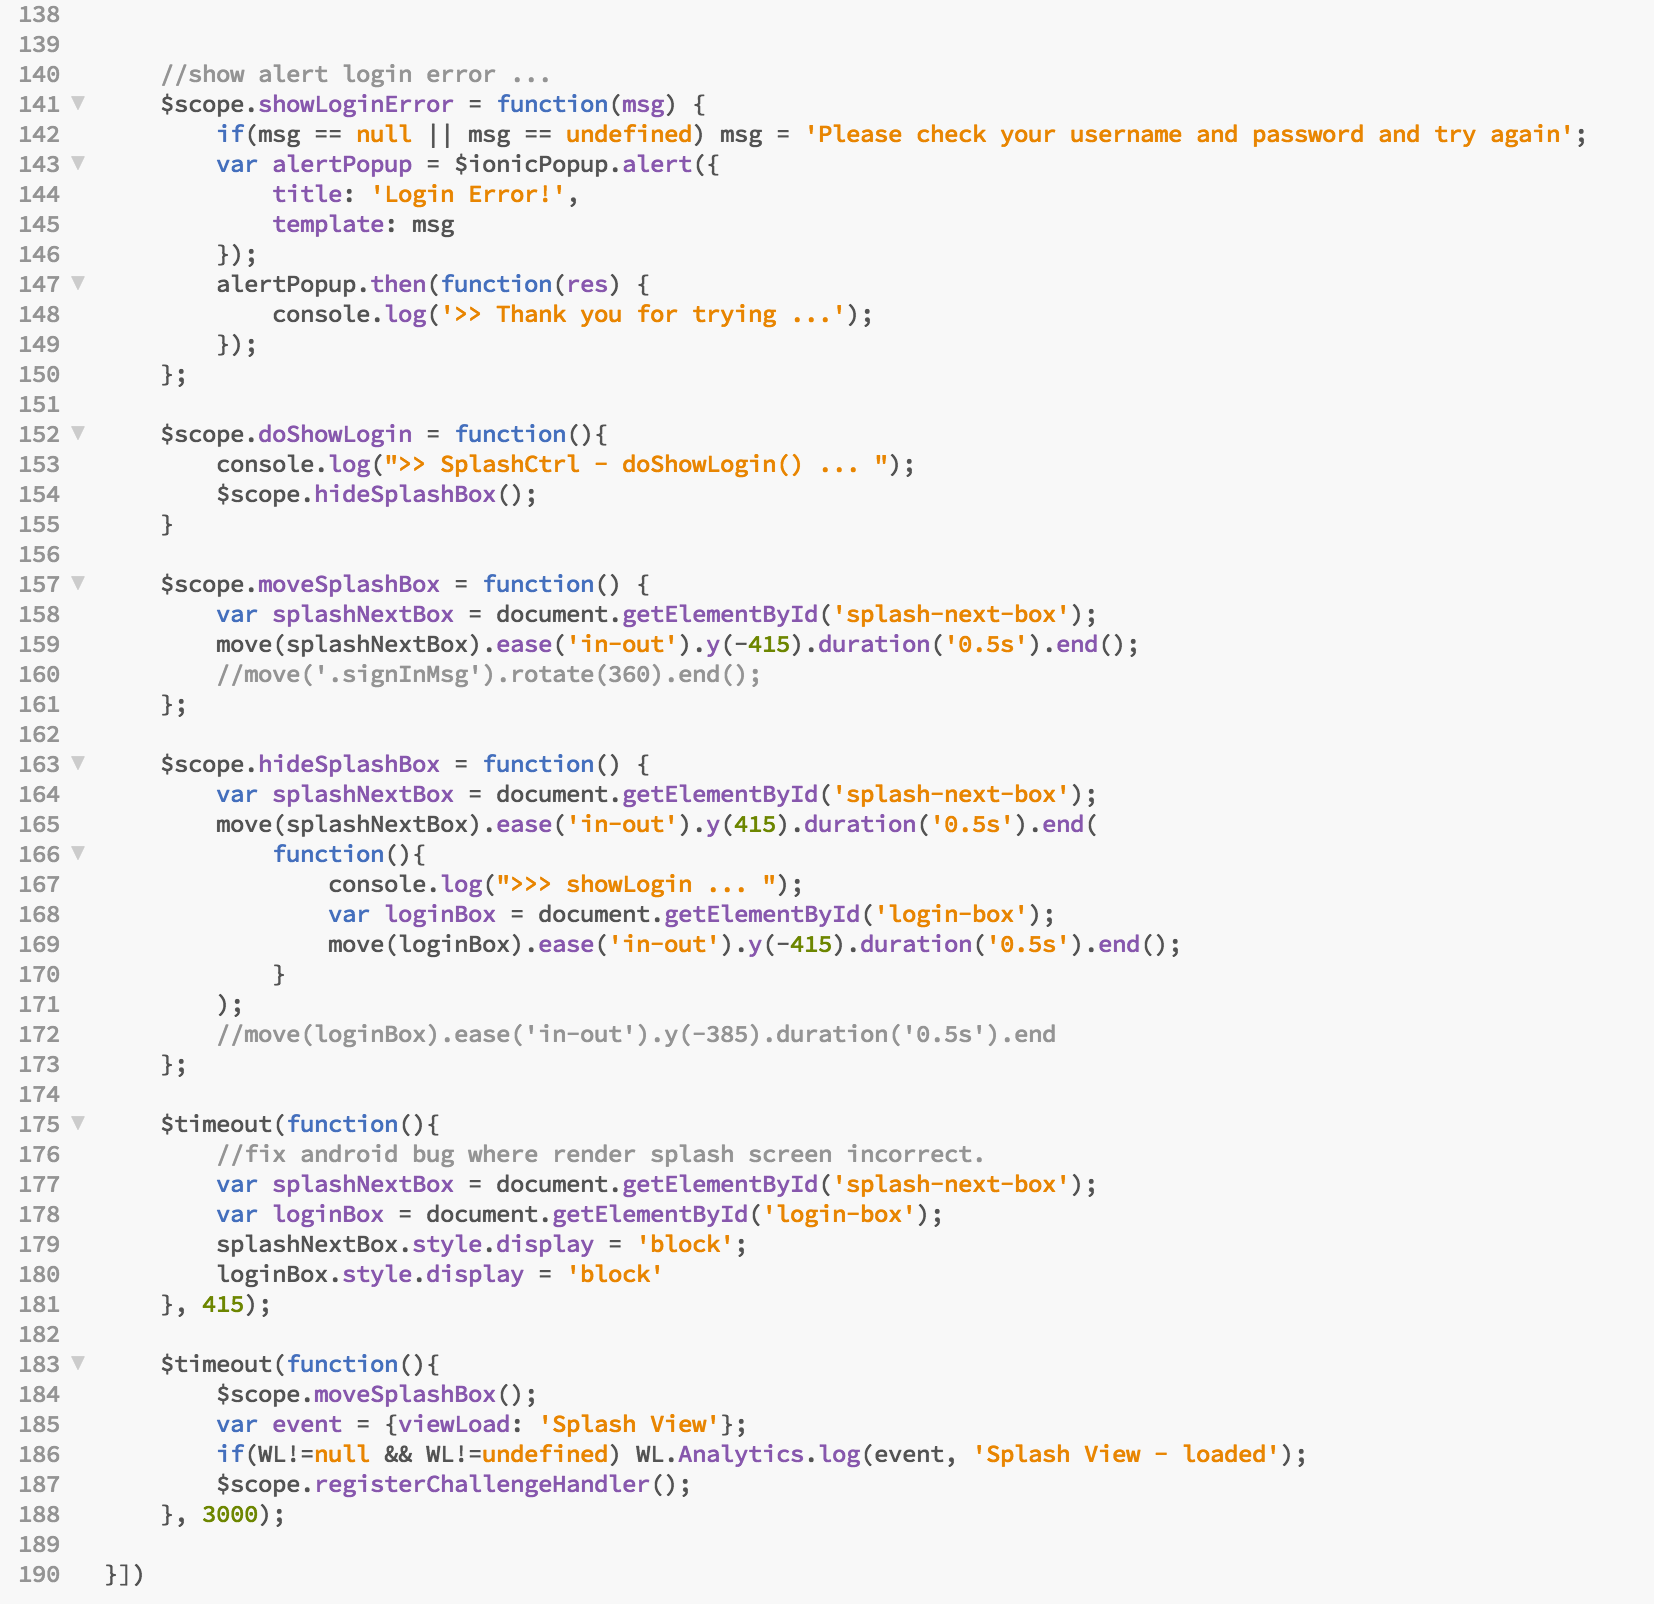 138
139
140 //show alert login error ...
141 $scope.showLoginError = function(msg) {
142 if(msg == null || msg == undefined) msg = 'Please check your username and password and try again';
143 var alertPopup = $ionicPopup.alert({
144 title: 'Login Error!',
145 template: msg
146 });
147 alertPopup.then(function(res) {
148 console.log('>> Thank you for trying ...');
149 });
150 };
151
152 $scope.doShowLogin = function(){
153 console.log(">> SplashCtrl - doShowLogin() ... ");
154 $scope.hideSplashBox();
155 }
156
157 $scope.moveSplashBox = function() {
158 var splashNextBox = document.getElementById('splash-next-box');
159 move(splashNextBox).ease('in-out').y(-415).duration('0.5s').end();
160 //move('.signInMsg').rotate(360).end();
161 };
162
163 $scope.hideSplashBox = function() {
164 var splashNextBox = document.getElementById('splash-next-box');
165 move(splashNextBox).ease('in-out').y(415).duration('0.5s').end(
166 function(){
167 console.log(">>> showLogin ... ");
168 var loginBox = document.getElementById('login-box');
169 move(loginBox).ease('in-out').y(-415).duration('0.5s').end();
170 }
171 );
172 //move(loginBox).ease('in-out').y(-385).duration('0.5s').end
173 };
174
175 $timeout(function(){
176 //fix android bug where render splash screen incorrect.
177 var splashNextBox = document.getElementById('splash-next-box');
178 var loginBox = document.getElementById('login-box');
179 splashNextBox.style.display = 'block';
180 loginBox.style.display = 'block'
181 }, 415);
182
183 $timeout(function(){
184 $scope.moveSplashBox();
185 var event = {viewLoad: 'Splash View'};
186 if(WL!=null && WL!=undefined) WL.Analytics.log(event, 'Splash View - loaded');
187 $scope.registerChallengeHandler();
188 }, 3000);
189
190 }])